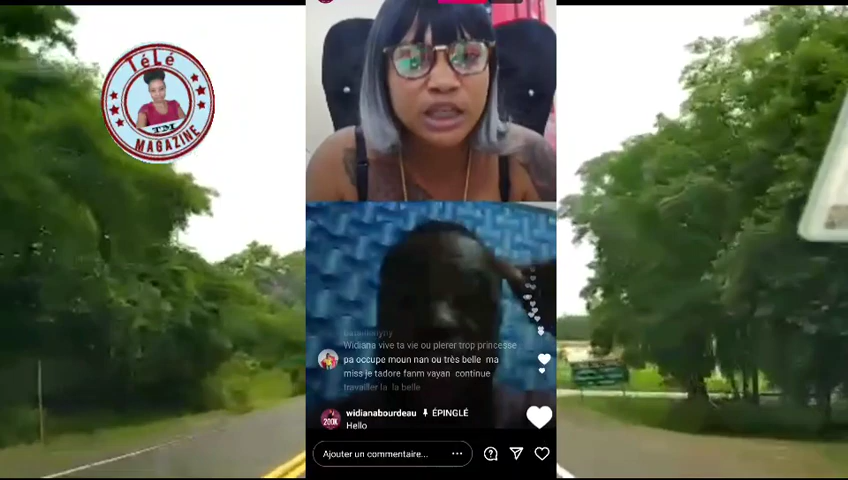 TéLé
TM
MAGAZINE
Widiana vive ta vie ou plerer trop princesse
pa occupe moun nan ou très belle ma
miss je tadore fanm vayan continue
travailler la la belle
200K
widianabourdeau ÉPINGLÉ
Hello
Ajouter un commentaire...